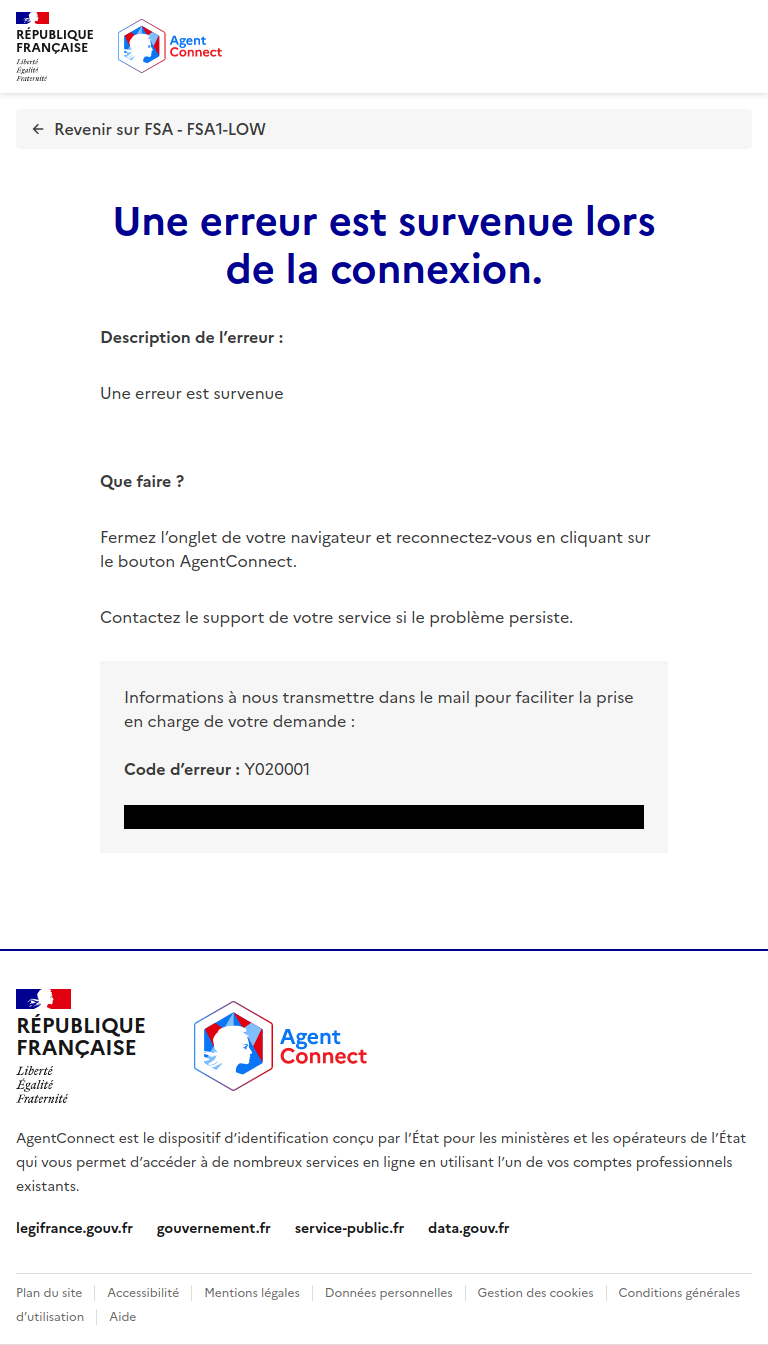 RÉPUBLIQUE
FRANÇAISE
Liberté
Égalité
Fraternité
Agent
Connect
← Revenir sur FSA - FSA1-LOW
Une erreur est survenue lors
de la connexion.
Description de l’erreur :
Une erreur est survenue
Que faire ?
Fermez l’onglet de votre navigateur et reconnectez-vous en cliquant sur
le bouton AgentConnect.
Contactez le support de votre service si le problème persiste.
Informations à nous transmettre dans le mail pour faciliter la prise
en charge de votre demande :
Code d’erreur : Y020001
RÉPUBLIQUE
FRANÇAISE
Liberté
Égalité
Fraternité
Agent
Connect
AgentConnect est le dispositif d’identification conçu par l’État pour les ministères et les opérateurs de l’État
qui vous permet d’accéder à de nombreux services en ligne en utilisant l’un de vos comptes professionnels
existants.
legifrance.gouv.fr gouvernement.fr service-public.fr data.gouv.fr
Plan du site Accessibilité Mentions légales Données personnelles Gestion des cookies Conditions générales
d’utilisation Aide